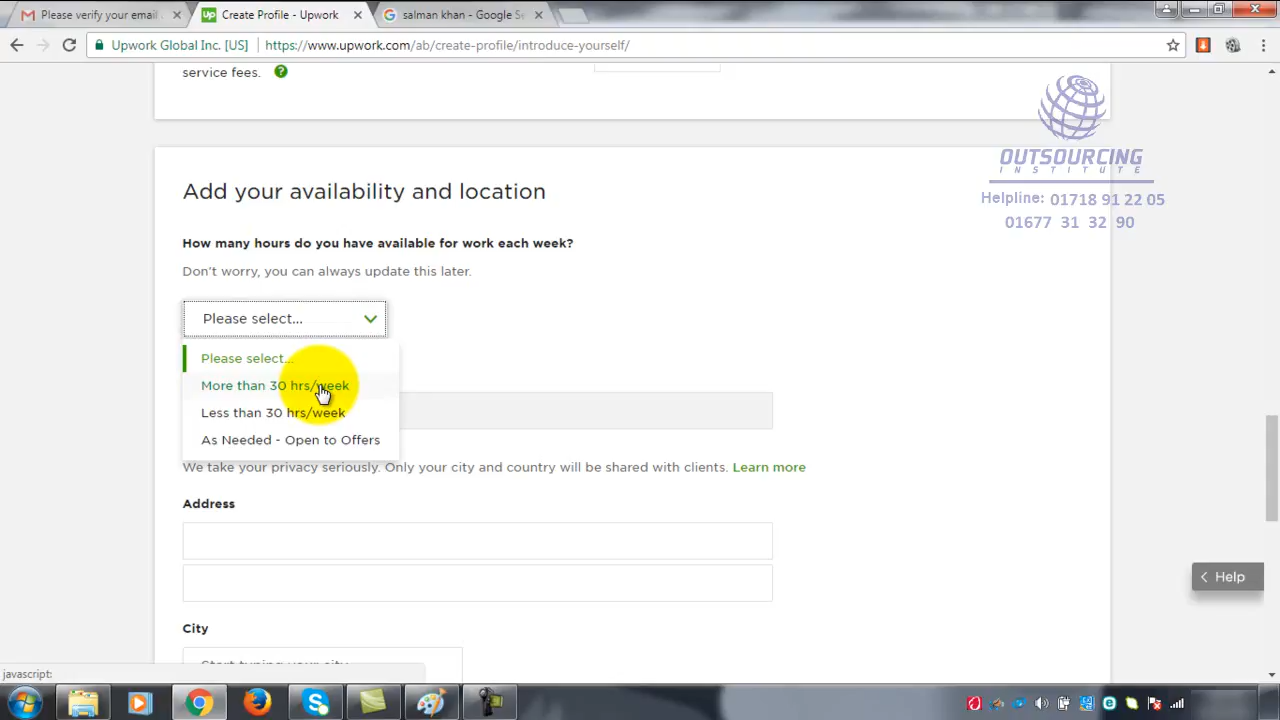 Please verify your email
Create Profile - Upwork
salman khan - Google Se
Upwork Global Inc. [US]
https://www.upwork.com/ab/create-profile/introduce-yourself/
service fees.
OUTSOURCING
INSTITUTE
Helpline: 01718 91 22 05
01677 31 32 90
Add your availability and location
How many hours do you have available for work each week?
Don't worry, you can always update this later.
Please select...
Please select...
More than 30 hrs/week
Less than 30 hrs/week
As Needed - Open to Offers
We take your privacy seriously. Only your city and country will be shared with clients. Learn more
Address
Help
City
Start typing your city
javascript: